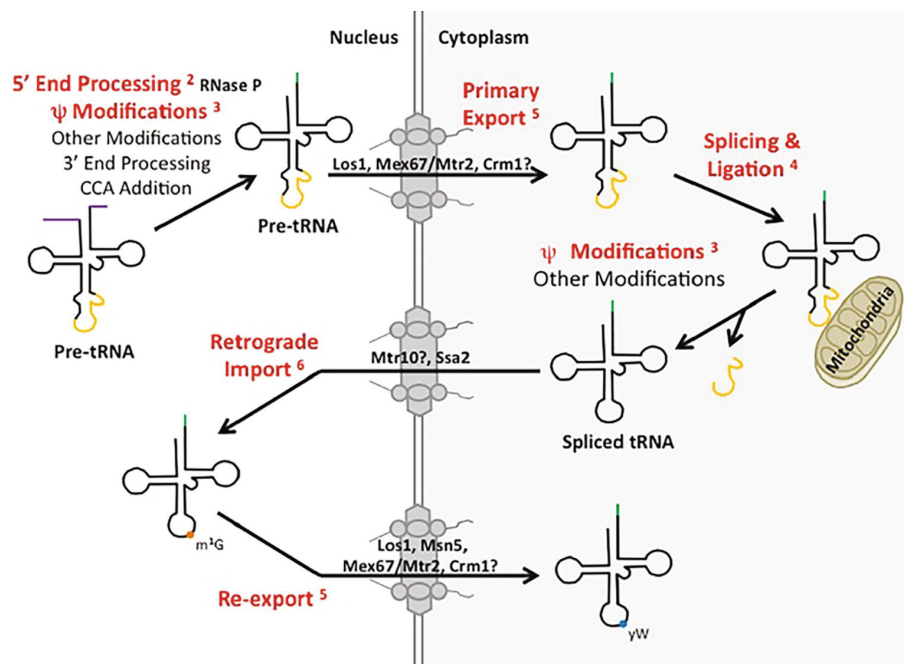 Nucleus
Cytoplasm
5' End Processing ² RNase P
ψ Modifications ³
Other Modifications
3' End Processing
CCA Addition
Pre-tRNA
Pre-tRNA
Los1, Mex67/Mtr2, Crm1?
Primary
Export ⁵
Splicing &
Ligation ⁴
ψ Modifications ³
Other Modifications
Mitochondria
Retrograde
Import ⁶
Mtr10?, Ssa2
Spliced tRNA
m¹G
Los1, Msn5,
Mex67/Mtr2, Crm1?
Re-export ⁵
yW